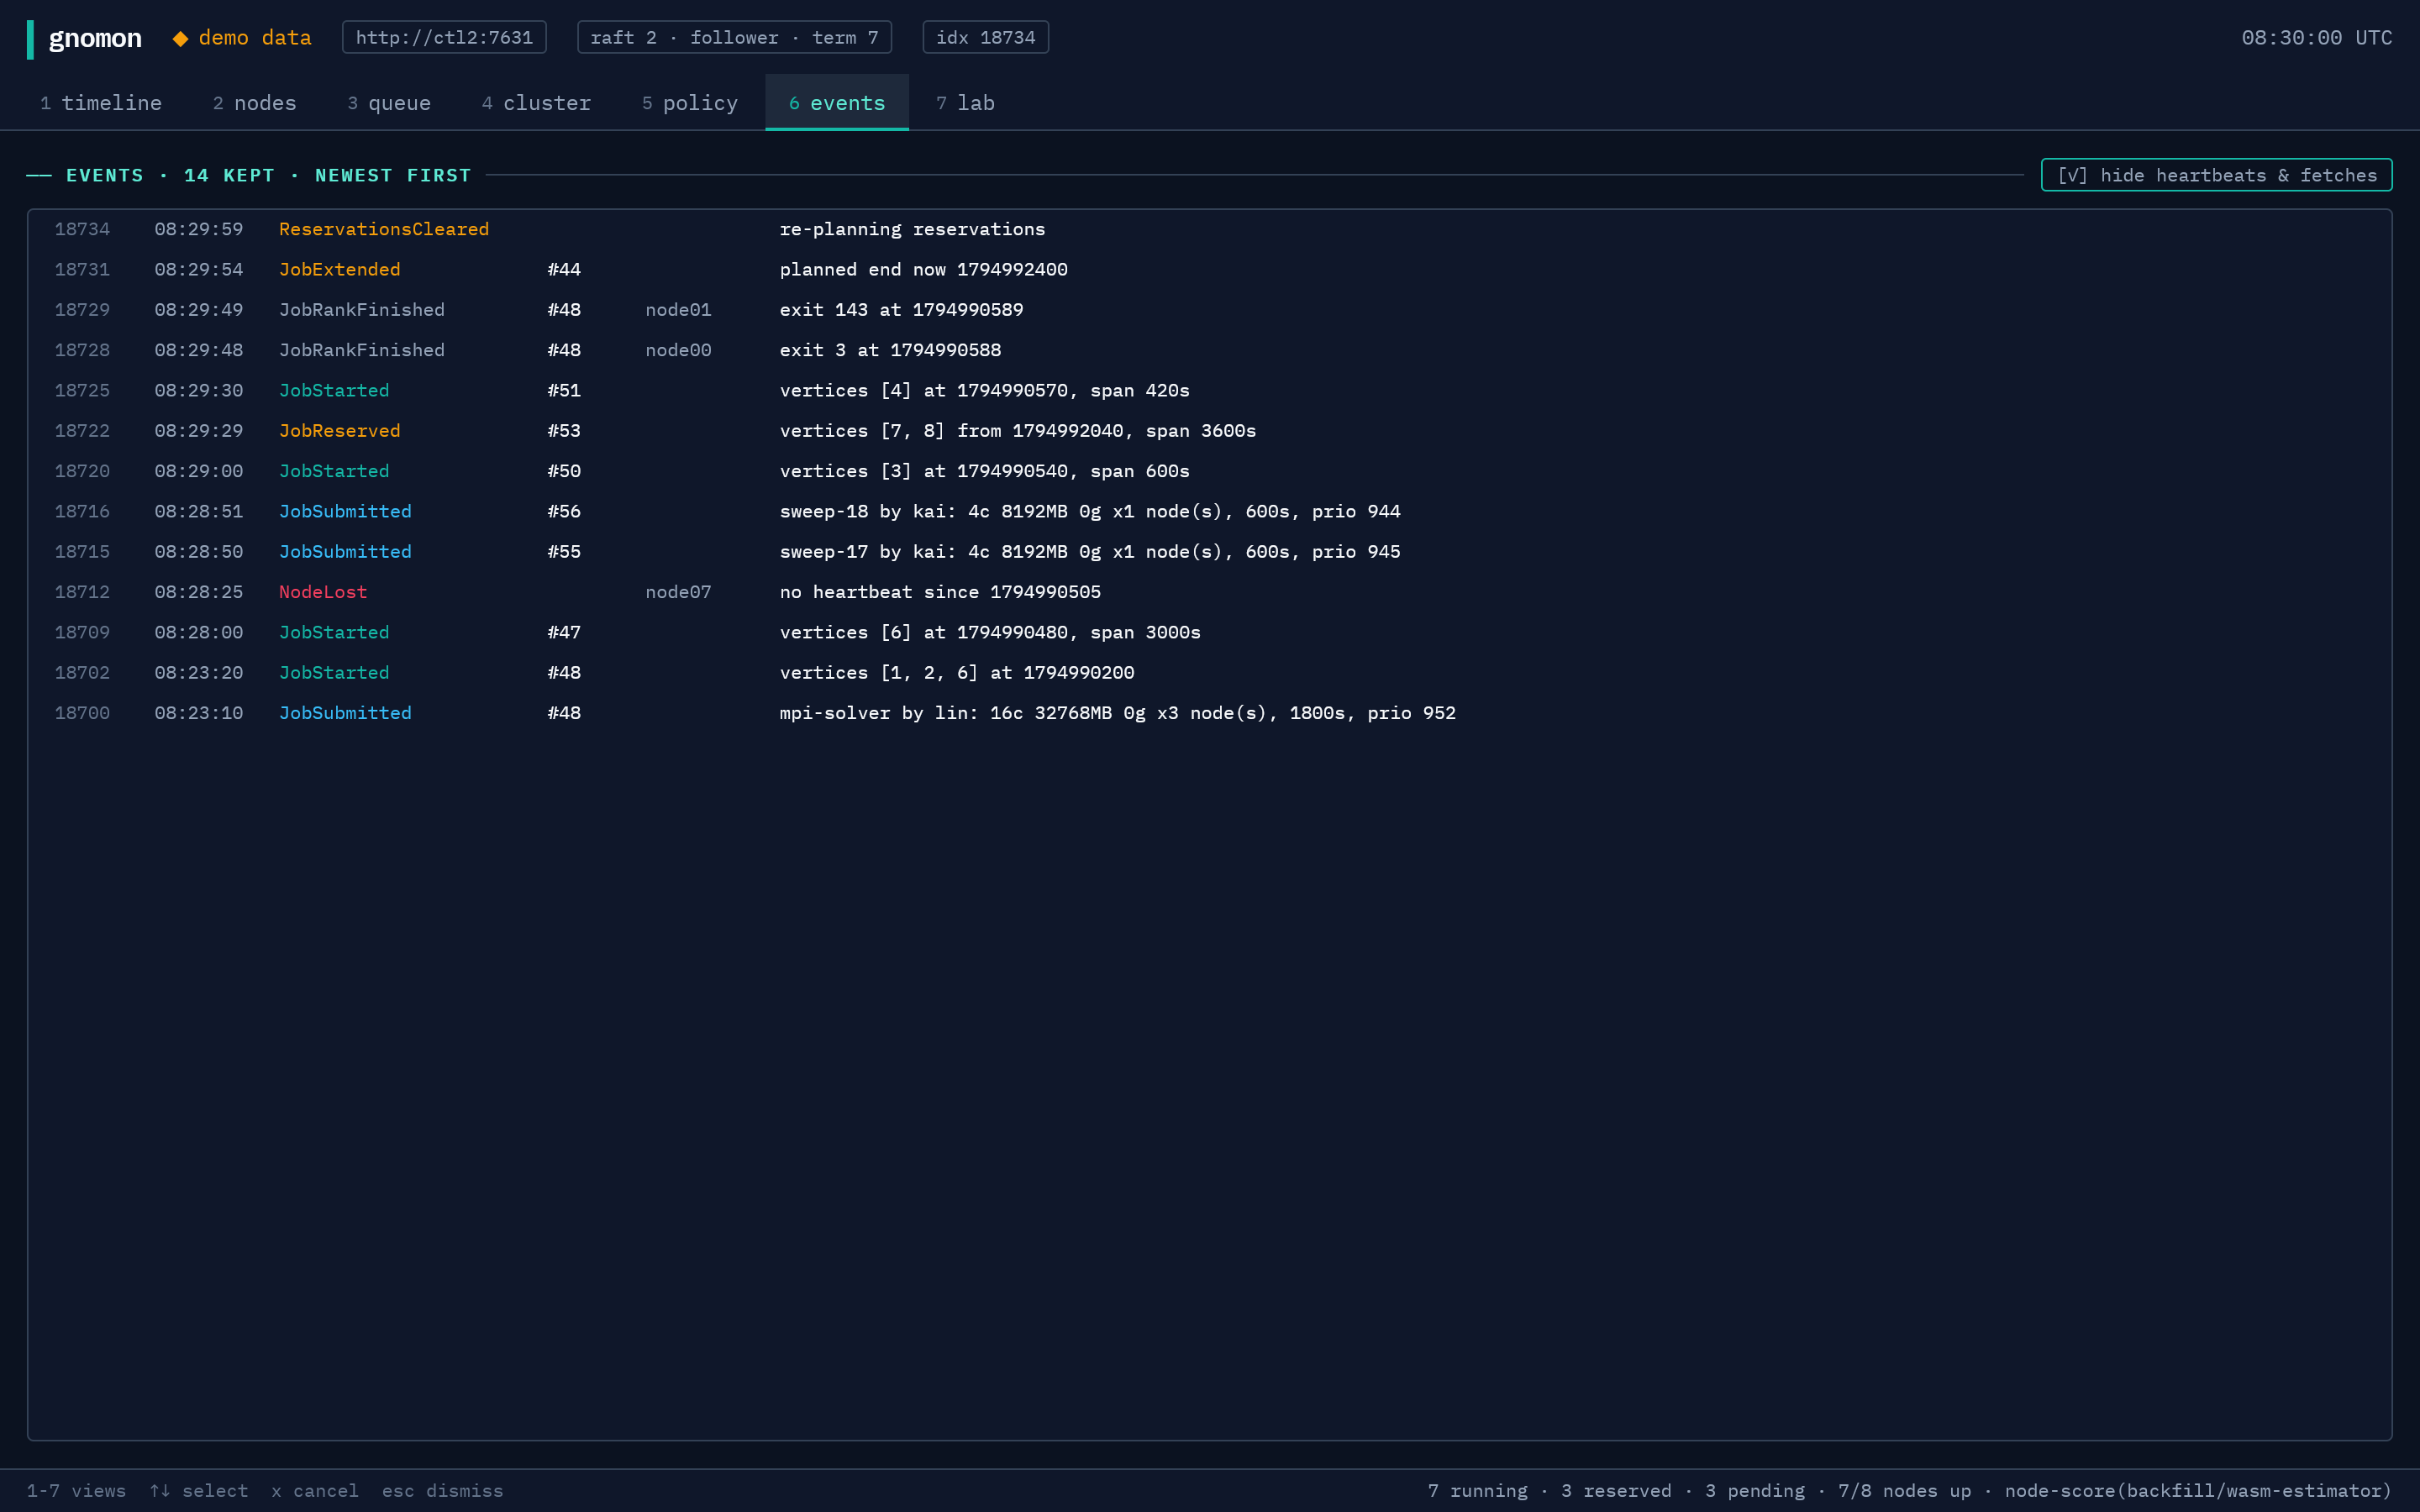 gnomon ◆ demo data http://ctl2:7631 raft 2 · follower · term 7 idx 18734 08:30:00 UTC
1 timeline 2 nodes 3 queue 4 cluster 5 policy 6 events 7 lab
── EVENTS · 14 KEPT · NEWEST FIRST [√] hide heartbeats & fetches
18734 08:29:59 ReservationsCleared re-planning reservations
18731 08:29:54 JobExtended #44 planned end now 1794992400
18729 08:29:49 JobRankFinished #48 node01 exit 143 at 1794990589
18728 08:29:48 JobRankFinished #48 node00 exit 3 at 1794990588
18725 08:29:30 JobStarted #51 vertices [4] at 1794990570, span 420s
18722 08:29:29 JobReserved #53 vertices [7, 8] from 1794992040, span 3600s
18720 08:29:00 JobStarted #50 vertices [3] at 1794990540, span 600s
18716 08:28:51 JobSubmitted #56 sweep-18 by kai: 4c 8192MB 0g x1 node(s), 600s, prio 944
18715 08:28:50 JobSubmitted #55 sweep-17 by kai: 4c 8192MB 0g x1 node(s), 600s, prio 945
18712 08:28:25 NodeLost node07 no heartbeat since 1794990505
18709 08:28:00 JobStarted #47 vertices [6] at 1794990480, span 3000s
18702 08:23:20 JobStarted #48 vertices [1, 2, 6] at 1794990200
18700 08:23:10 JobSubmitted #48 mpi-solver by lin: 16c 32768MB 0g x3 node(s), 1800s, prio 952
1-7 views ↑↓ select x cancel esc dismiss 7 running · 3 reserved · 3 pending · 7/8 nodes up · node-score(backfill/wasm-estimator)